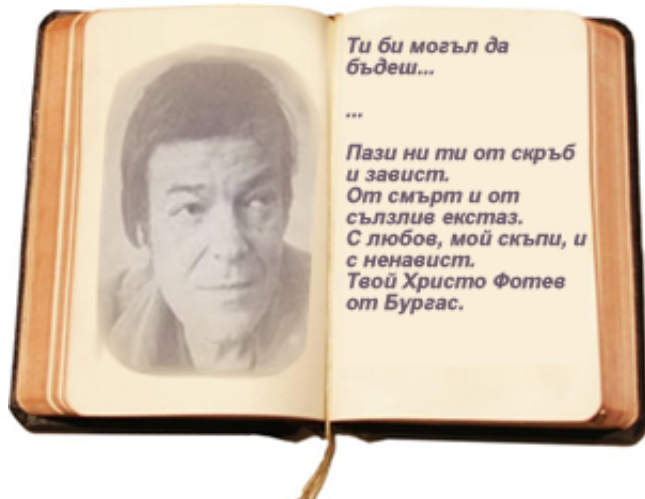 Ти би могъл да
бъдеш...
...
Пази ни ти от скръб
и завист.
От смърт и от
сълзлив екстаз.
С любов, мой скъпи, и
с ненавист.
Твой Христо Фотев
от Бургас.